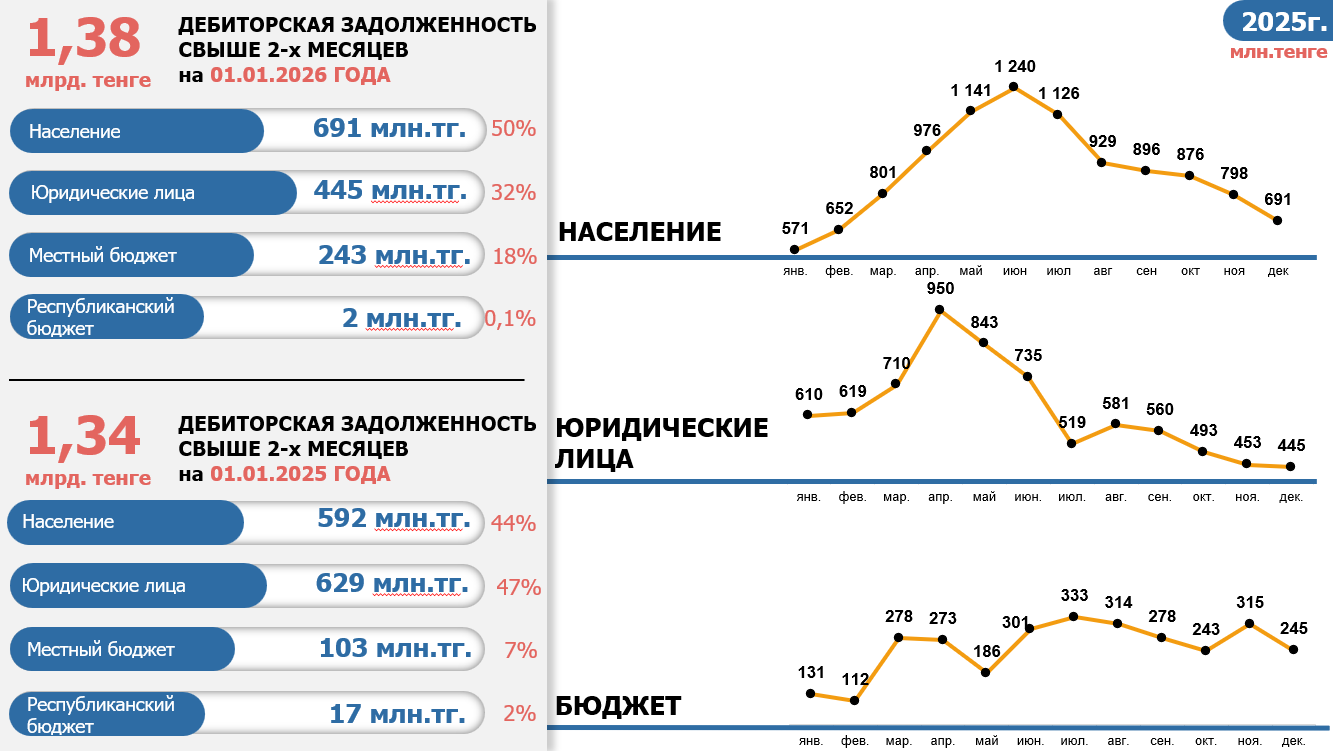 1,38
млрд. тенге
ДЕБИТОРСКАЯ ЗАДОЛЖЕННОСТЬ
СВЫШЕ 2-х МЕСЯЦЕВ
на 01.01.2026 ГОДА
Население 691 млн.тг. 50%
Юридические лица 445 млн.тг. 32%
Местный бюджет 243 млн.тг. 18%
Республиканский
бюджет 2 млн.тг. 0,1%
1,34
млрд. тенге
ДЕБИТОРСКАЯ ЗАДОЛЖЕННОСТЬ
СВЫШЕ 2-х МЕСЯЦЕВ
на 01.01.2025 ГОДА
Население 592 млн.тг. 44%
Юридические лица 629 млн.тг. 47%
Местный бюджет 103 млн.тг. 7%
Республиканский
бюджет 17 млн.тг. 2%
2025г.
млн.тенге
НАСЕЛЕНИЕ
571 652 801 976 1 141 1 240 1 126 929 896 876 798 691
янв. фев. мар. апр. май июн июл авг сен окт ноя дек
ЮРИДИЧЕСКИЕ
ЛИЦА
610 619 710 950 843 735 519 581 560 493 453 445
янв. фев. мар. апр. май июн. июл. авг. сен. окт. ноя. дек.
БЮДЖЕТ
131 112 278 273 186 301 333 314 278 243 315 245
янв. фев. мар. апр. май июн. июл. авг. сен. окт. ноя. дек.